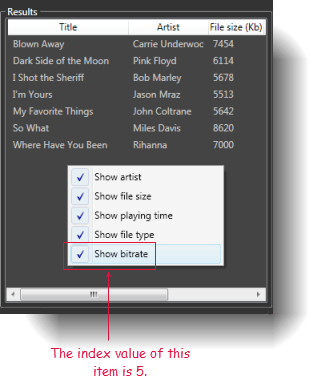 Results
Title Artist File size (Kb)
Blown Away Carrie Underwoc 7454
Dark Side of the Moon Pink Floyd 6114
I Shot the Sheriff Bob Marley 5678
I'm Yours Jason Mraz 5513
My Favorite Things John Coltrane 5642
So What Miles Davis 8620
Where Have You Been Rihanna 7000
Show artist
Show file size
Show playing time
Show file type
Show bitrate
The index value of this
item is 5.